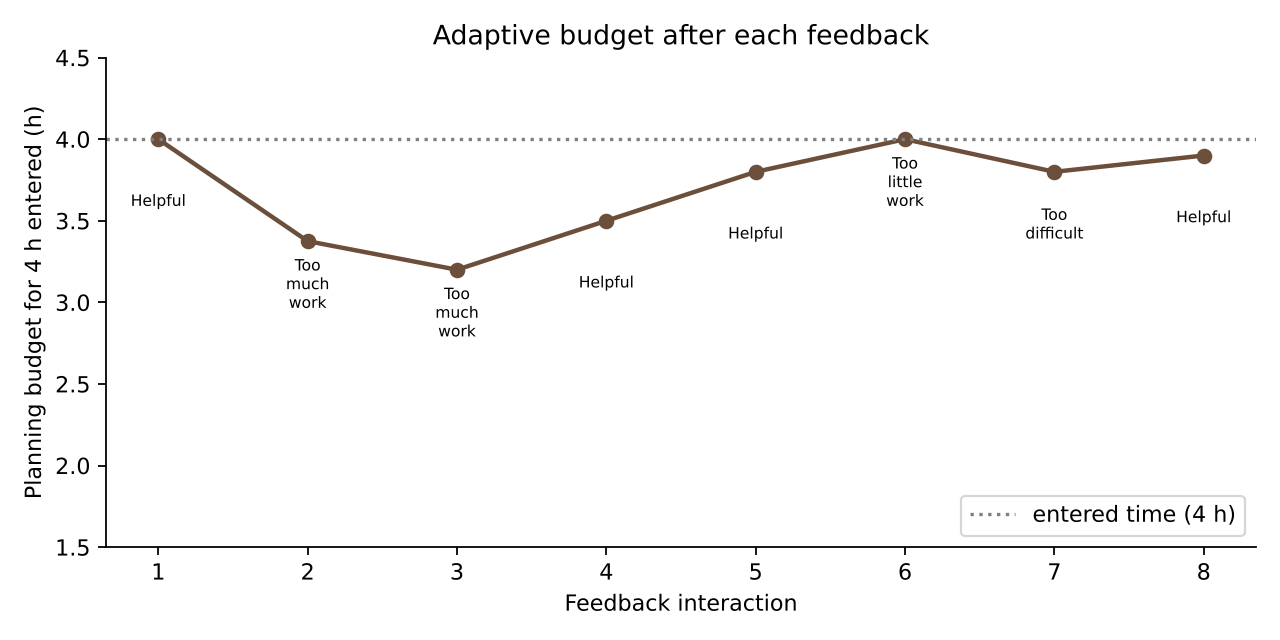 Adaptive budget after each feedback
Planning budget for 4 h entered (h)
4.5
4.0
3.5
3.0
2.5
2.0
1.5
Helpful
Too
much
work
Too
much
work
Helpful
Helpful
Too
little
work
Too
difficult
Helpful
entered time (4 h)
1
2
3
4
5
6
7
8
Feedback interaction